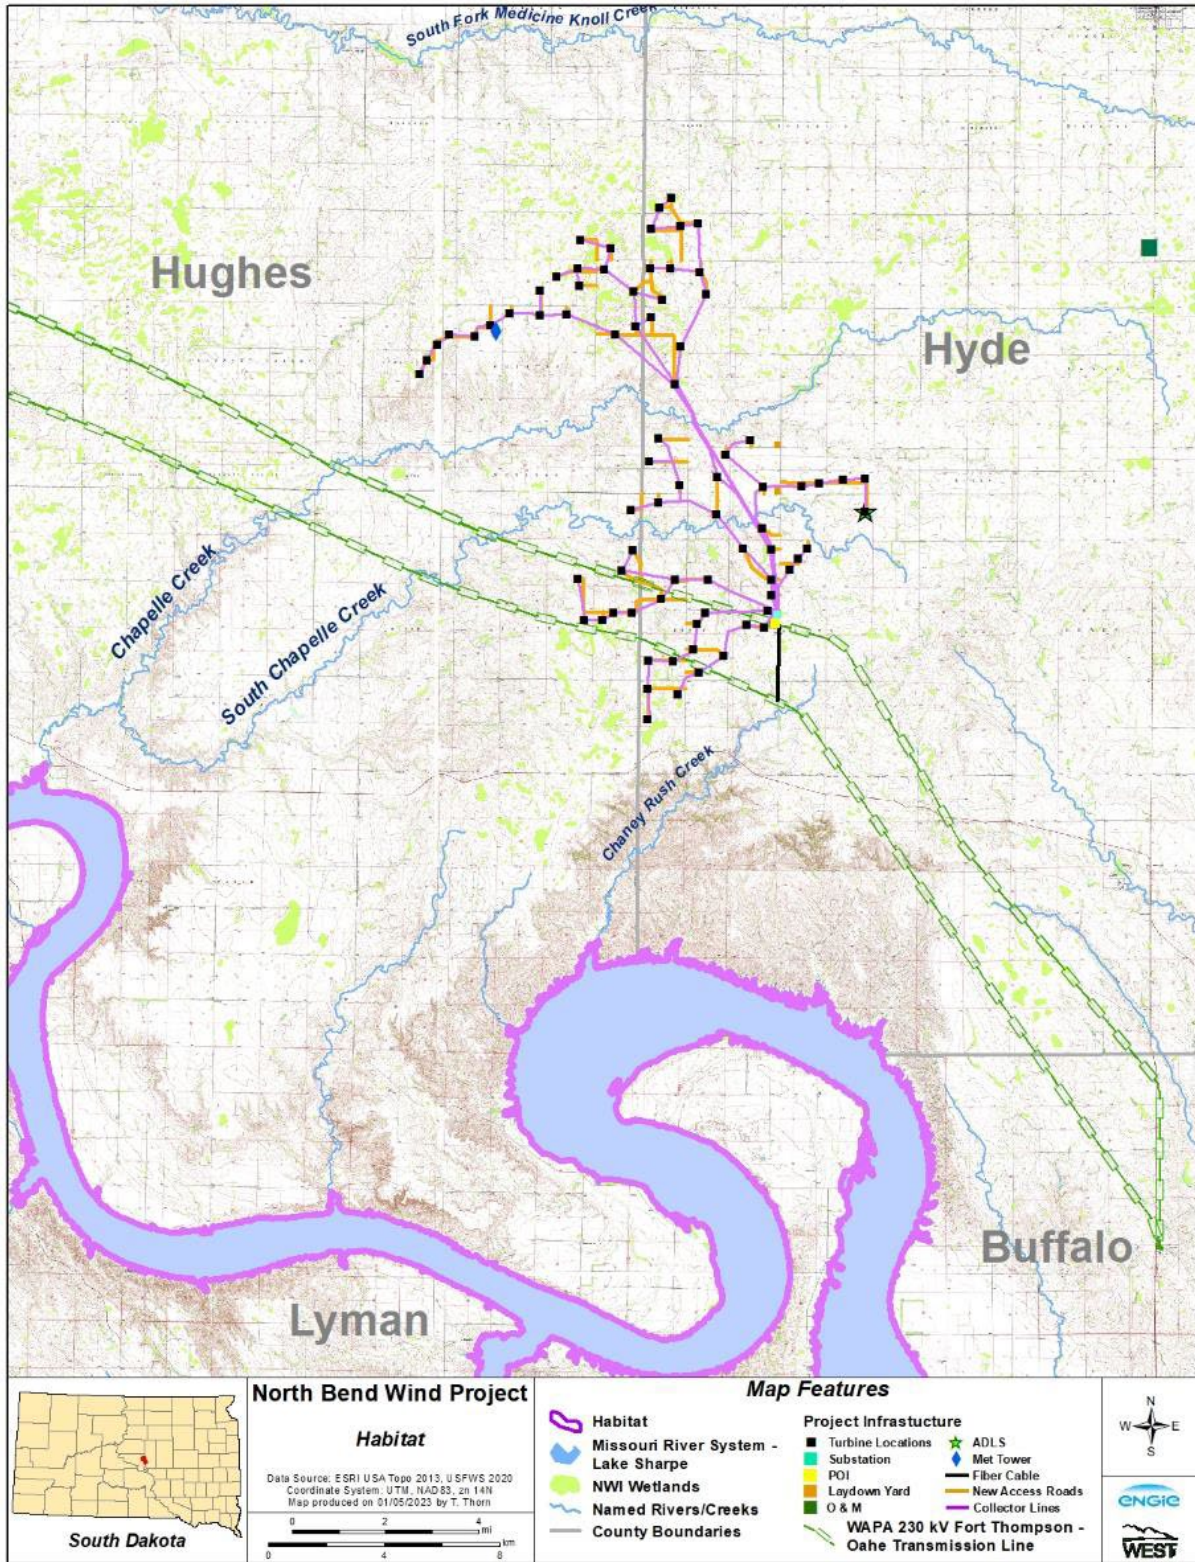 South Fork Medicine Knoll Creek
Hughes
Hyde
Chapelle Creek
South Chapelle Creek
Chaney Rush Creek
Buffalo
Lyman
South Dakota
North Bend Wind Project
Habitat
Data Source: ESRI USA Topo 2013, USFWS 2020
Coordinate System: UTM, NAD83, zn 14N
Map produced on 01/05/2023 by T. Thorn
0 2 4
mi
km
0 4 8
Map Features
Habitat
Missouri River System -
Lake Sharpe
NWI Wetlands
Named Rivers/Creeks
County Boundaries
Project Infrastucture
Turbine Locations
Substation
POI
Laydown Yard
O & M
ADLS
Met Tower
Fiber Cable
New Access Roads
Collector Lines
WAPA 230 kV Fort Thompson -
Oahe Transmission Line
N
W E
S
ENGIE
WEST